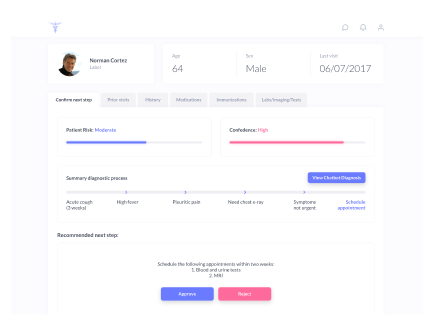 Norman Cortez
Label
Age
64
Sex
Male
Last visit
06/07/2017
Confirm next step
Prior visits
History
Medications
Immunizations
Labs/Imaging/Tests
Patient Risk: Moderate
Confedence: High
Summary diagnostic process
View Chatbot Diagnosis
Acute cough
(3 weeks)
High fever
Pleuritic pain
Need chest x-ray
Symptoms
not urgent
Schedule
appointment
Recommended next step:
Schedule the following appointments within two weeks:
1. Blood and urine tests
2. MRI
Approve
Reject